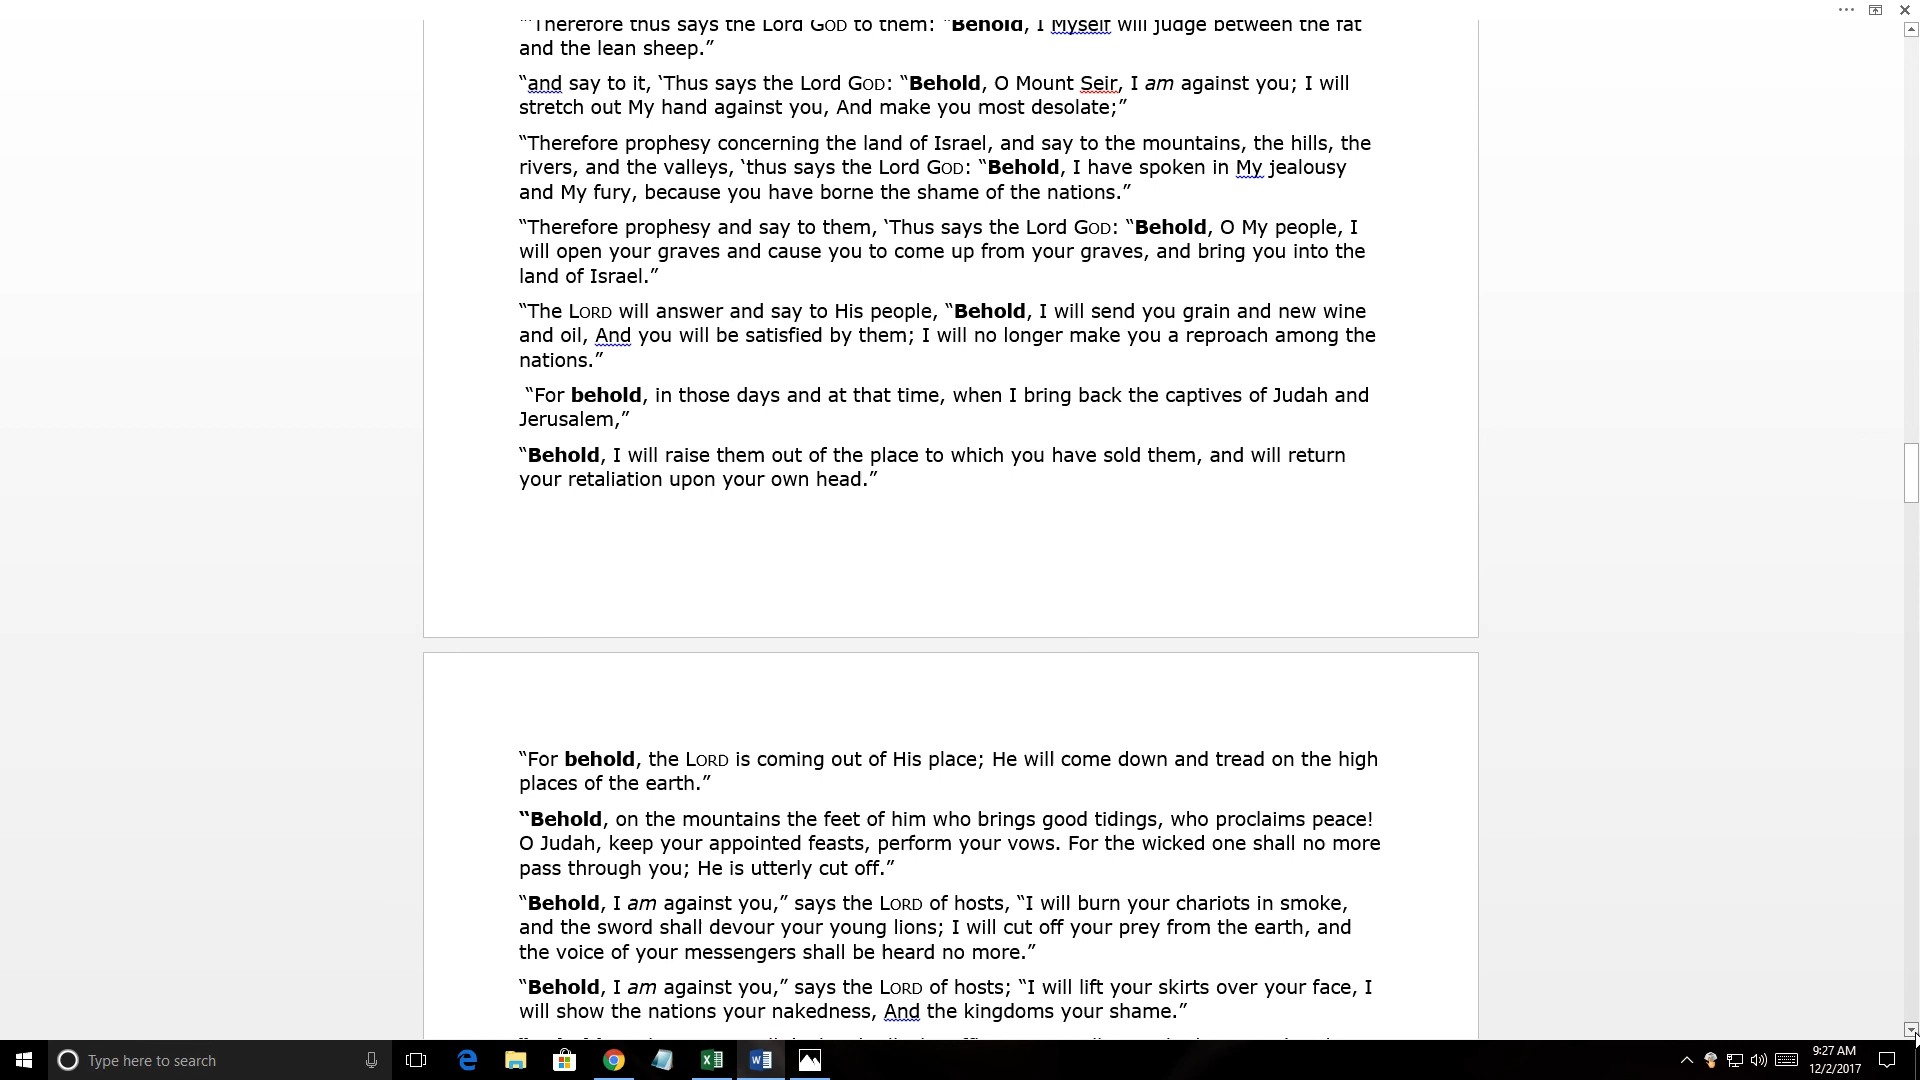 “‘Therefore thus says the Lord GOD to them: “Behold, I Myself will judge between the fat
and the lean sheep.”
“and say to it, ‘Thus says the Lord GOD: “Behold, O Mount Seir, I am against you; I will
stretch out My hand against you, And make you most desolate;”
“Therefore prophesy concerning the land of Israel, and say to the mountains, the hills, the
rivers, and the valleys, ‘thus says the Lord GOD: “Behold, I have spoken in My jealousy
and My fury, because you have borne the shame of the nations.”
“Therefore prophesy and say to them, ‘Thus says the Lord GOD: “Behold, O My people, I
will open your graves and cause you to come up from your graves, and bring you into the
land of Israel.”
“The LORD will answer and say to His people, “Behold, I will send you grain and new wine
and oil, And you will be satisfied by them; I will no longer make you a reproach among the
nations.”
“For behold, in those days and at that time, when I bring back the captives of Judah and
Jerusalem,”
“Behold, I will raise them out of the place to which you have sold them, and will return
your retaliation upon your own head.”
“For behold, the LORD is coming out of His place; He will come down and tread on the high
places of the earth.”
“Behold, on the mountains the feet of him who brings good tidings, who proclaims peace!
O Judah, keep your appointed feasts, perform your vows. For the wicked one shall no more
pass through you; He is utterly cut off.”
“Behold, I am against you,” says the LORD of hosts, “I will burn your chariots in smoke,
and the sword shall devour your young lions; I will cut off your prey from the earth, and
the voice of your messengers shall be heard no more.”
“Behold, I am against you,” says the LORD of hosts; “I will lift your skirts over your face, I
will show the nations your nakedness, And the kingdoms your shame.”
Type here to search
9:27 AM
12/2/2017